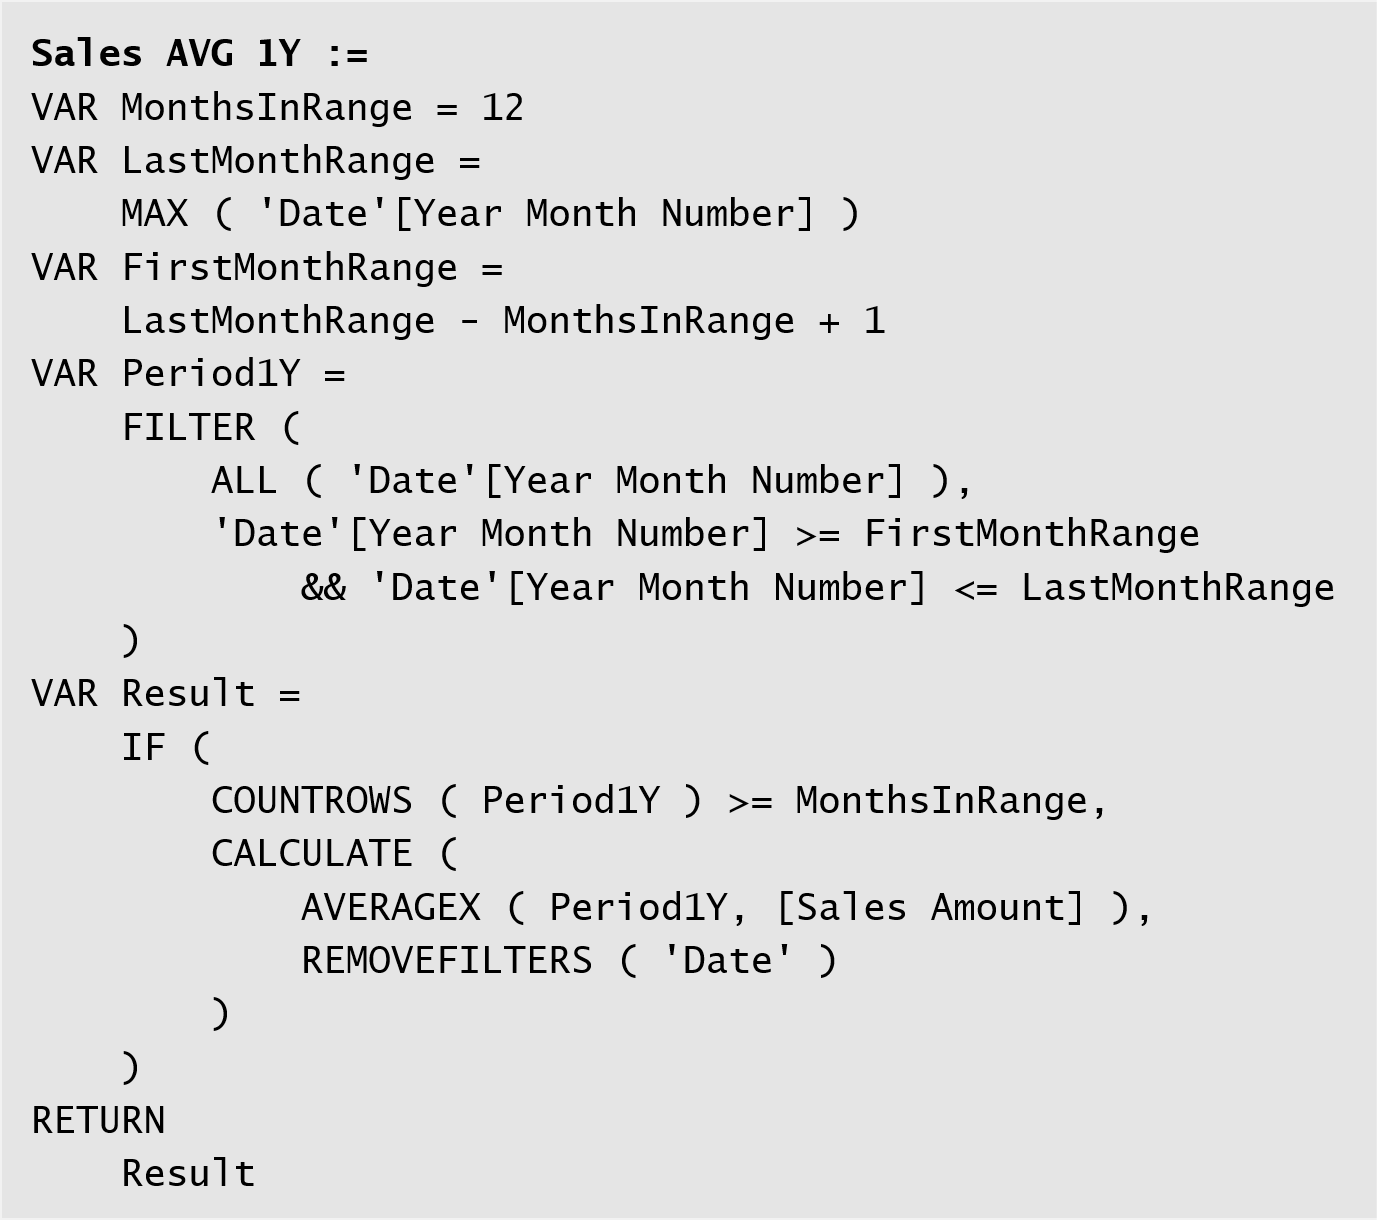 Sales AVG 1Y :=
VAR MonthsInRange = 12
VAR LastMonthRange =
    MAX ( 'Date'[Year Month Number] )
VAR FirstMonthRange =
    LastMonthRange - MonthsInRange + 1
VAR Period1Y =
    FILTER (
        ALL ( 'Date'[Year Month Number] ),
        'Date'[Year Month Number] >= FirstMonthRange
            && 'Date'[Year Month Number] <= LastMonthRange
    )
VAR Result =
    IF (
        COUNTROWS ( Period1Y ) >= MonthsInRange,
        CALCULATE (
            AVERAGEX ( Period1Y, [Sales Amount] ),
            REMOVEFILTERS ( 'Date' )
        )
    )
RETURN
    Result